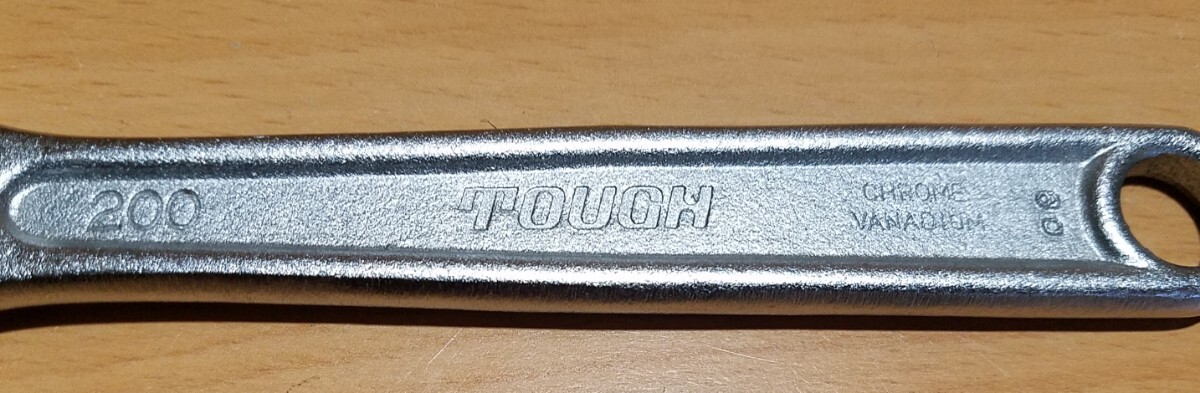 200
TOUGH
CHROME
VANADIUM